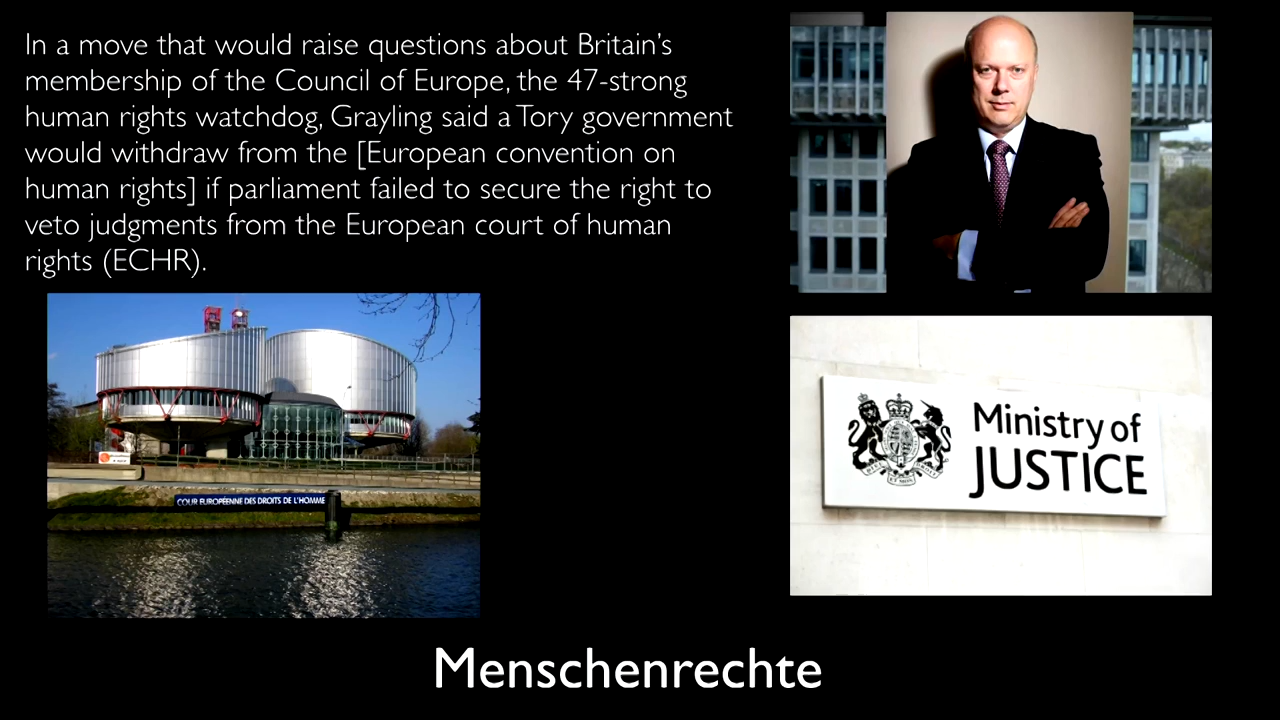 In a move that would raise questions about Britain's
membership of the Council of Europe, the 47-strong
human rights watchdog, Grayling said a Tory government
would withdraw from the [European convention on
human rights] if parliament failed to secure the right to
veto judgments from the European court of human
rights (ECHR).
COUR EUROPÉENNE DES DROITS DE L'HOMME
Ministry of
JUSTICE
Menschenrechte